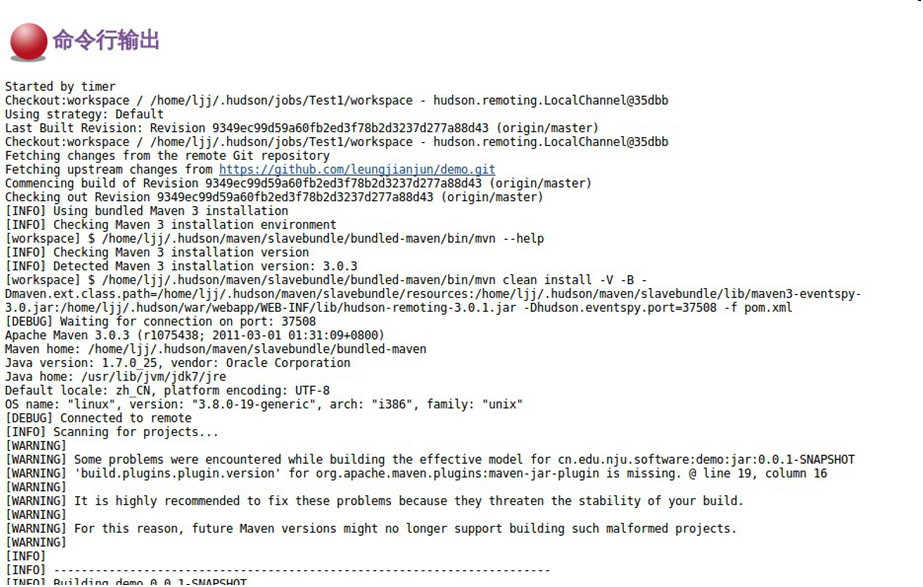 命令行输出
Started by timer
Checkout:workspace / /home/ljj/.hudson/jobs/Test1/workspace - hudson.remoting.LocalChannel@35dbb
Using strategy: Default
Last Built Revision: Revision 9349ec99d59a60fb2ed3f78b2d3237d277a88d43 (origin/master)
Checkout:workspace / /home/ljj/.hudson/jobs/Test1/workspace - hudson.remoting.LocalChannel@35dbb
Fetching changes from the remote Git repository
Fetching upstream changes from https://github.com/leungjianjun/demo.git
Commencing build of Revision 9349ec99d59a60fb2ed3f78b2d3237d277a88d43 (origin/master)
Checking out Revision 9349ec99d59a60fb2ed3f78b2d3237d277a88d43 (origin/master)
[INFO] Using bundled Maven 3 installation
[INFO] Checking Maven 3 installation environment
[workspace] $ /home/ljj/.hudson/maven/slavebundle/bundled-maven/bin/mvn --help
[INFO] Checking Maven 3 installation version
[INFO] Detected Maven 3 installation version: 3.0.3
[workspace] $ /home/ljj/.hudson/maven/slavebundle/bundled-maven/bin/mvn clean install -V -B -
Dmaven.ext.class.path=/home/ljj/.hudson/maven/slavebundle/resources:/home/ljj/.hudson/maven/slavebundle/lib/maven3-eventspy-
3.0.jar:/home/ljj/.hudson/war/webapp/WEB-INF/lib/hudson-remoting-3.0.1.jar -Dhudson.eventspy.port=37508 -f pom.xml
[DEBUG] Waiting for connection on port: 37508
Apache Maven 3.0.3 (r1075438; 2011-03-01 01:31:09+0800)
Maven home: /home/ljj/.hudson/maven/slavebundle/bundled-maven
Java version: 1.7.0_25, vendor: Oracle Corporation
Java home: /usr/lib/jvm/jdk7/jre
Default locale: zh_CN, platform encoding: UTF-8
OS name: "linux", version: "3.8.0-19-generic", arch: "i386", family: "unix"
[DEBUG] Connected to remote
[INFO] Scanning for projects...
[WARNING]
[WARNING] Some problems were encountered while building the effective model for cn.edu.nju.software:demo:jar:0.0.1-SNAPSHOT
[WARNING] 'build.plugins.plugin.version' for org.apache.maven.plugins:maven-jar-plugin is missing. @ line 19, column 16
[WARNING]
[WARNING] It is highly recommended to fix these problems because they threaten the stability of your build.
[WARNING]
[WARNING] For this reason, future Maven versions might no longer support building such malformed projects.
[WARNING]
[INFO]
[INFO] ------------------------------------------------------------------------
[INFO] Building demo 0.0.1-SNAPSHOT